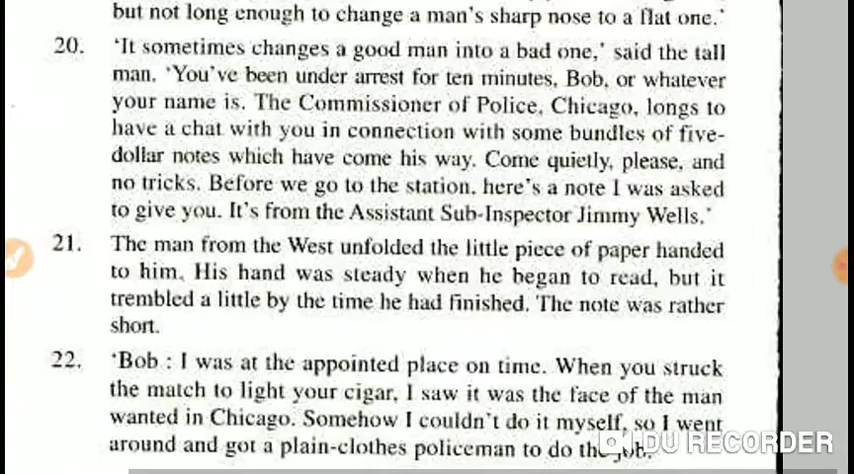 but not long enough to change a man's sharp nose to a flat one.'
20. 'It sometimes changes a good man into a bad one,' said the tall
man. 'You've been under arrest for ten minutes, Bob, or whatever
your name is. The Commissioner of Police, Chicago, longs to
have a chat with you in connection with some bundles of five-
dollar notes which have come his way. Come quietly, please, and
no tricks. Before we go to the station, here's a note I was asked
to give you. It's from the Assistant Sub-Inspector Jimmy Wells.'
21. The man from the West unfolded the little piece of paper handed
to him. His hand was steady when he began to read, but it
trembled a little by the time he had finished. The note was rather
short.
22. 'Bob : I was at the appointed place on time. When you struck
the match to light your cigar, I saw it was the face of the man
wanted in Chicago. Somehow I couldn't do it myself, so I went
around and got a plain-clothes policeman to do the job.'
DU RECORDER